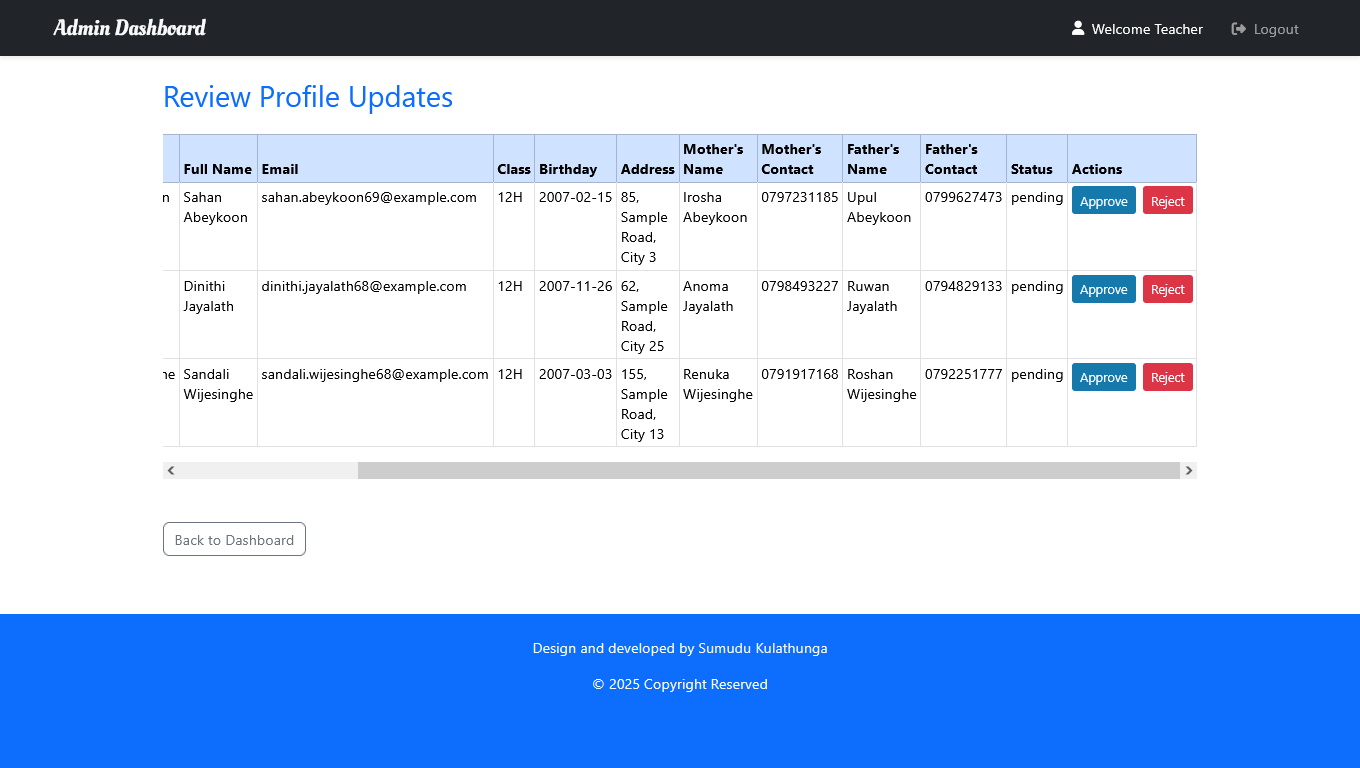 Admin Dashboard
Welcome Teacher
Logout
Review Profile Updates
Full Name Email Class Birthday Address Mother's Name Mother's Contact Father's Name Father's Contact Status Actions
n Sahan Abeykoon sahan.abeykoon69@example.com 12H 2007-02-15 85, Sample Road, City 3 Irosha Abeykoon 0797231185 Upul Abeykoon 0799627473 pending Approve Reject
Dinithi Jayalath dinithi.jayalath68@example.com 12H 2007-11-26 62, Sample Road, City 25 Anoma Jayalath 0798493227 Ruwan Jayalath 0794829133 pending Approve Reject
he Sandali Wijesinghe sandali.wijesinghe68@example.com 12H 2007-03-03 155, Sample Road, City 13 Renuka Wijesinghe 0791917168 Roshan Wijesinghe 0792251777 pending Approve Reject
Back to Dashboard
Design and developed by Sumudu Kulathunga
© 2025 Copyright Reserved